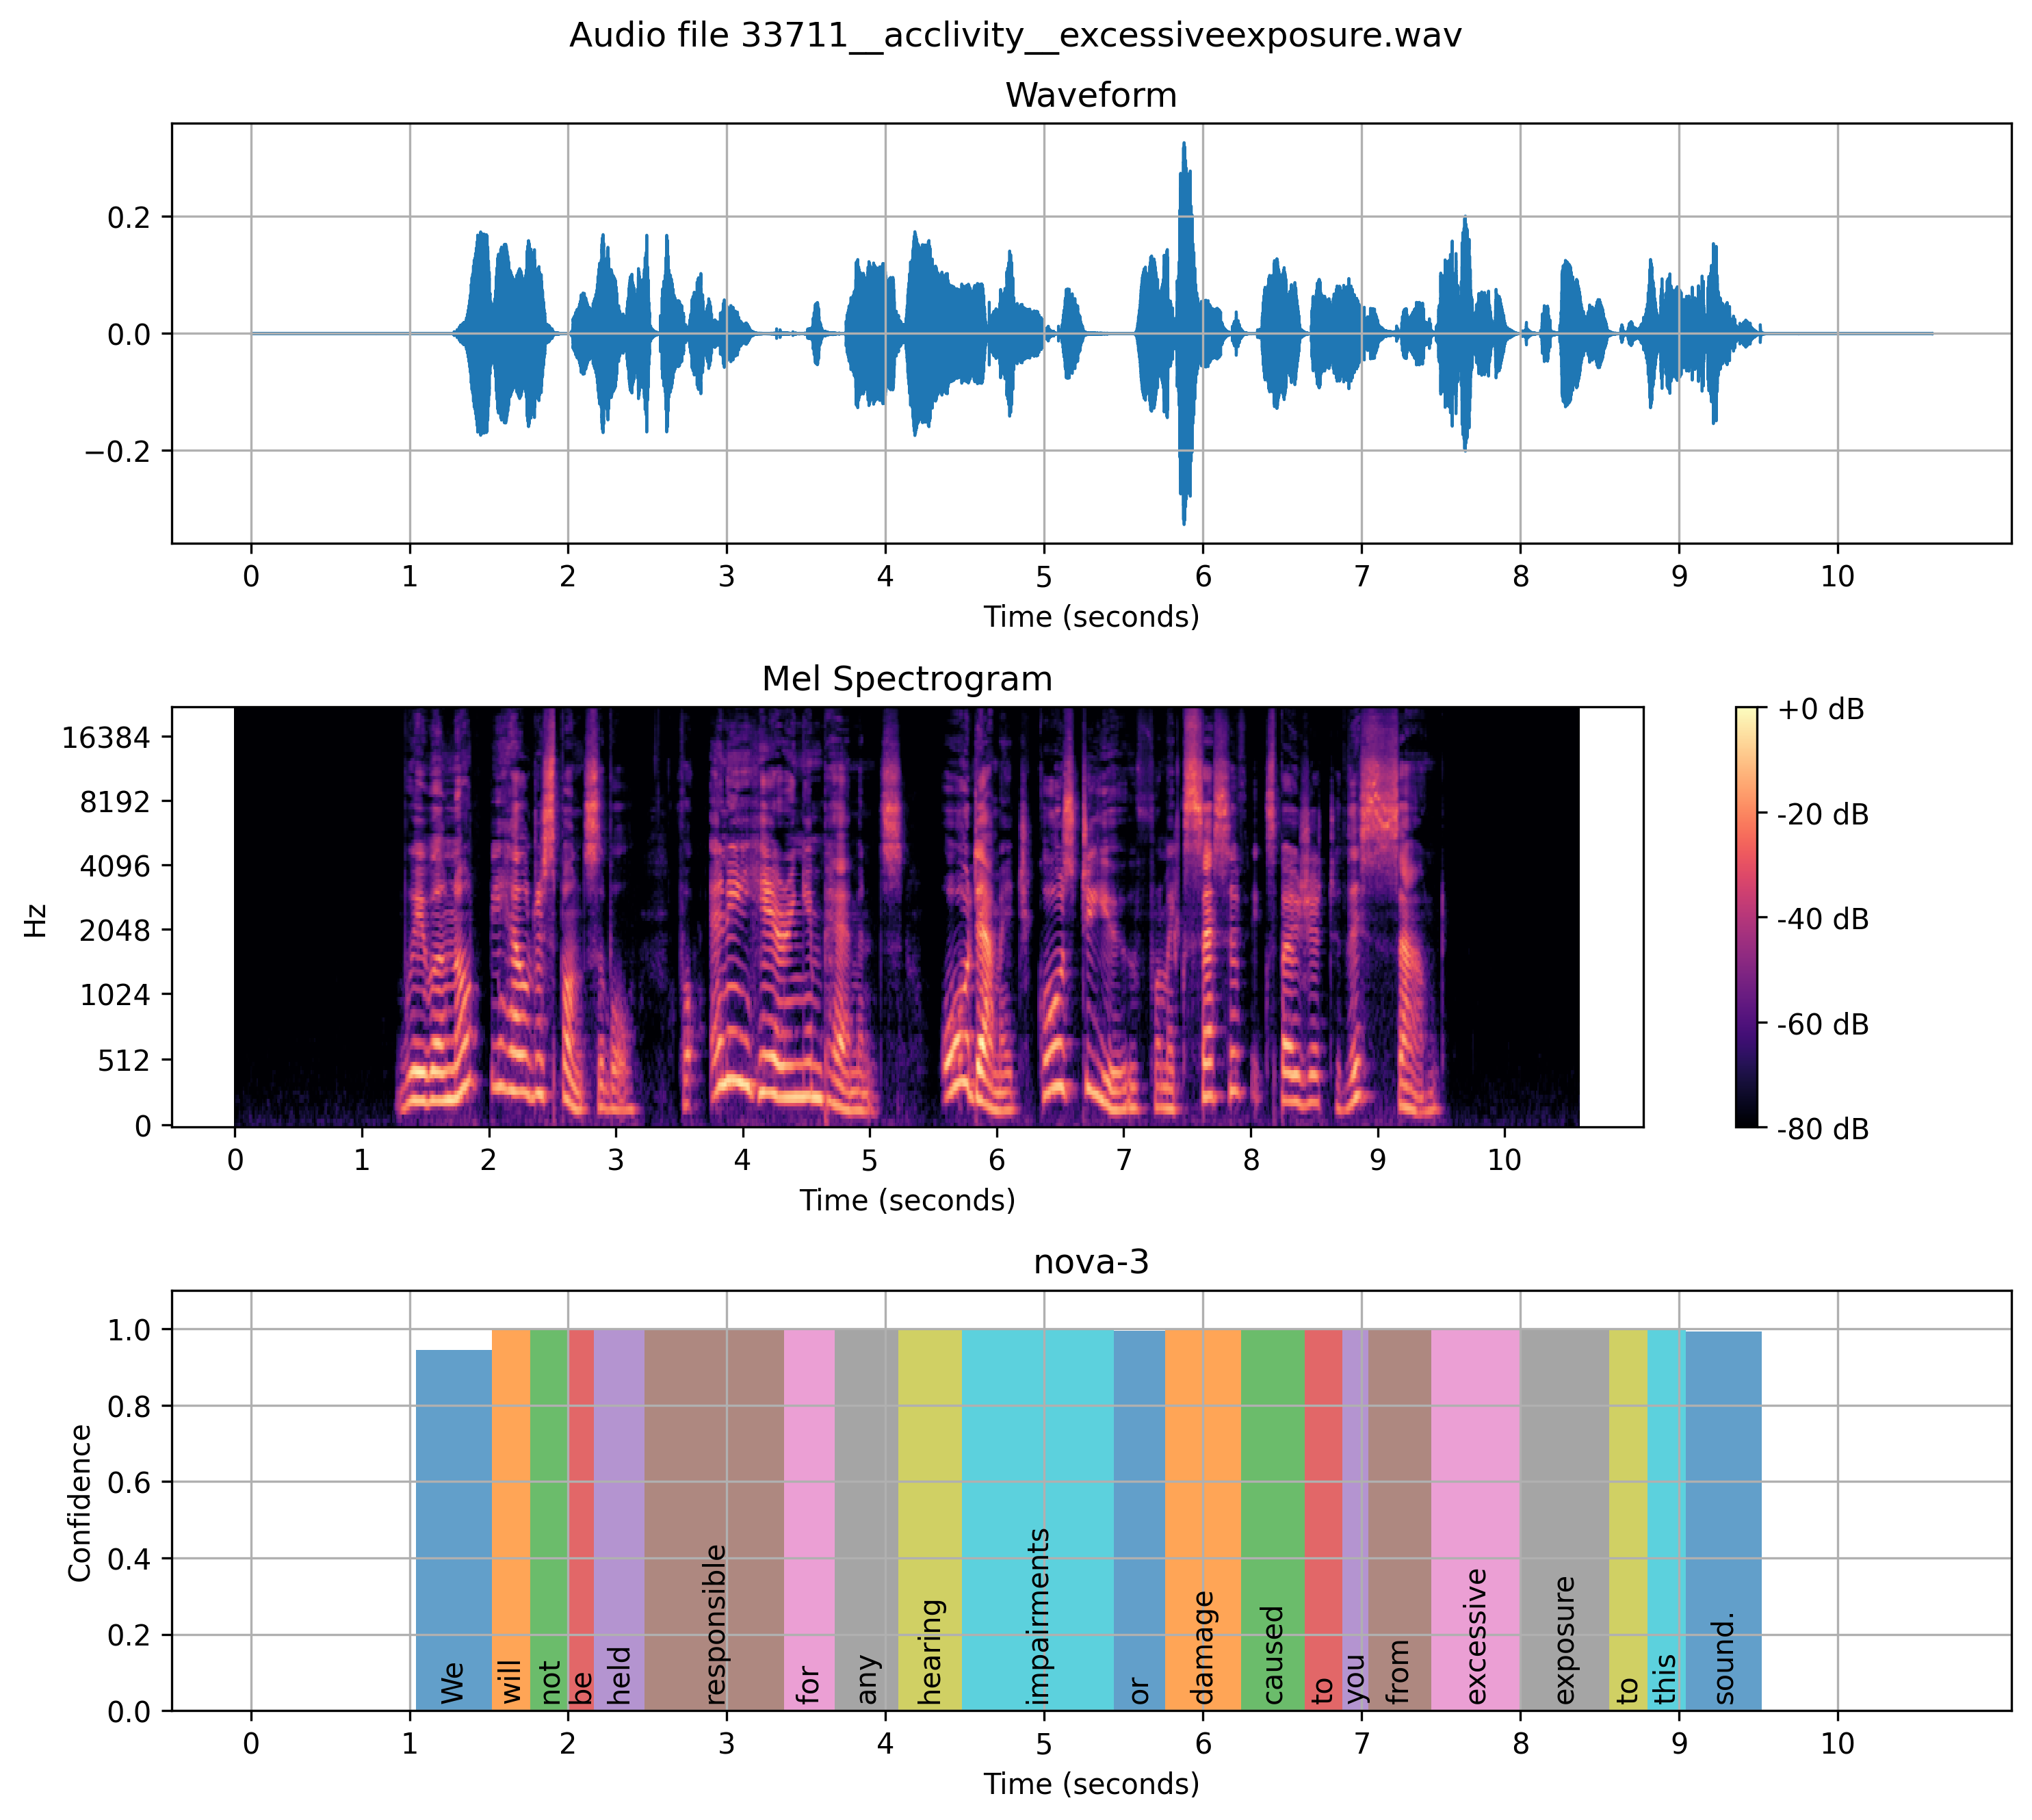 Audio file 33711__acclivity__excessiveexposure.wav
Waveform
0.2
0.0
−0.2
0 1 2 3 4 5 6 7 8 9 10
Time (seconds)
Mel Spectrogram
Hz
16384
8192
4096
2048
1024
512
0
0 1 2 3 4 5 6 7 8 9 10
Time (seconds)
+0 dB
-20 dB
-40 dB
-60 dB
-80 dB
nova-3
Confidence
1.0
0.8
0.6
0.4
0.2
0.0
We will not be held responsible for any hearing impairments or damage caused to you from excessive exposure to this sound.
0 1 2 3 4 5 6 7 8 9 10
Time (seconds)